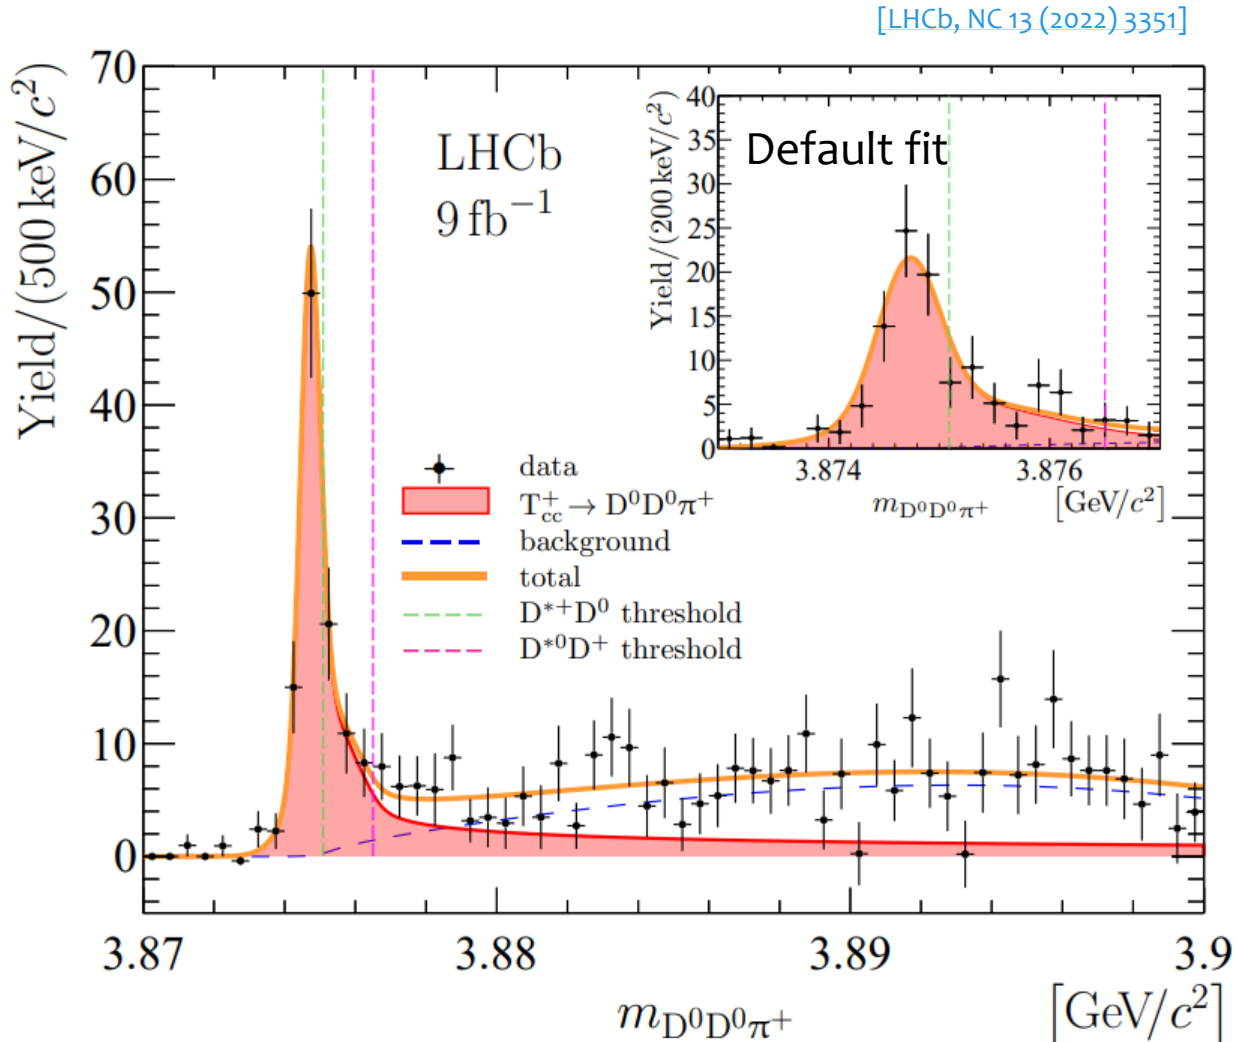 [LHCb, NC 13 (2022) 3351]
Yield/(500 keV/c²)
70
60
50
40
30
20
10
0
LHCb
9 fb⁻¹
Yield/(200 keV/c²)
40
35
30
25
20
15
10
5
0
Default fit
3.874
3.876
m_D⁰D⁰π⁺
[GeV/c²]
data
T⁺cc → D⁰D⁰π⁺
background
total
D*⁺D⁰ threshold
D*⁰D⁺ threshold
3.87
3.88
3.89
3.9
m_D⁰D⁰π⁺
[GeV/c²]